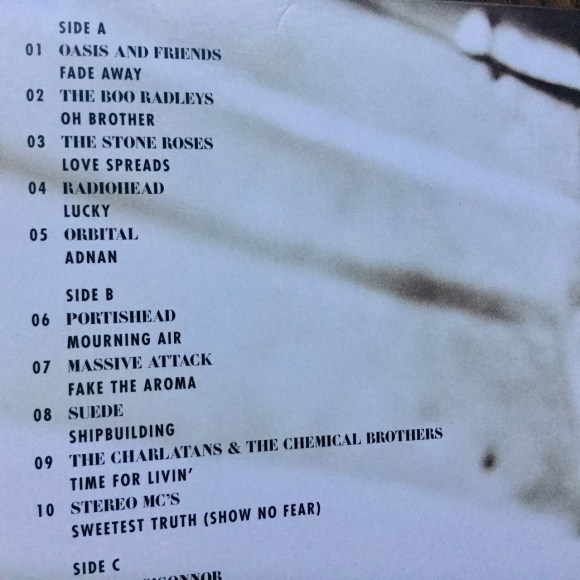 SIDE A
01 OASIS AND FRIENDS
FADE AWAY
02 THE BOO RADLEYS
OH BROTHER
03 THE STONE ROSES
LOVE SPREADS
04 RADIOHEAD
LUCKY
05 ORBITAL
ADNAN
SIDE B
06 PORTISHEAD
MOURNING AIR
07 MASSIVE ATTACK
FAKE THE AROMA
08 SUEDE
SHIPBUILDING
09 THE CHARLATANS & THE CHEMICAL BROTHERS
TIME FOR LIVIN'
10 STEREO MC'S
SWEETEST TRUTH (SHOW NO FEAR)
SIDE C